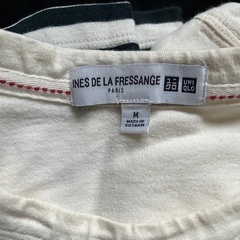 INES DE LA FRESSANGE
PARIS
UNI
QLO
M
MADE IN
VIETNAM